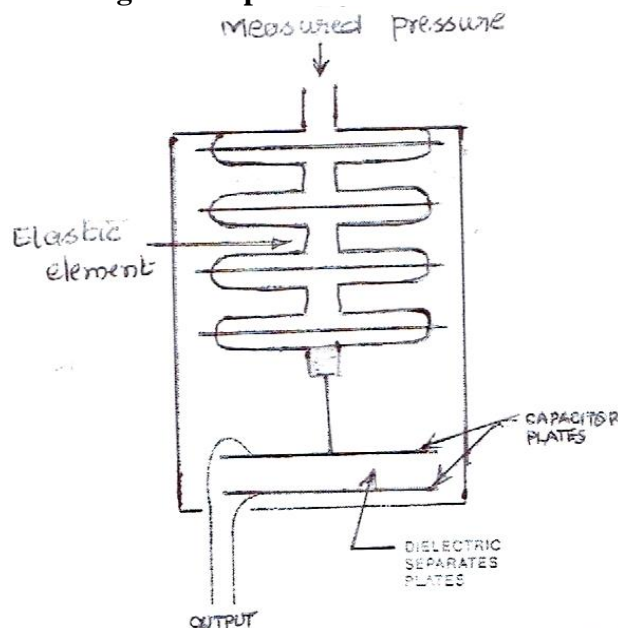 Measured pressure
Elastic
element
CAPACITOR
PLATES
DIELECTRIC
SEPARATES
PLATES
OUTPUT